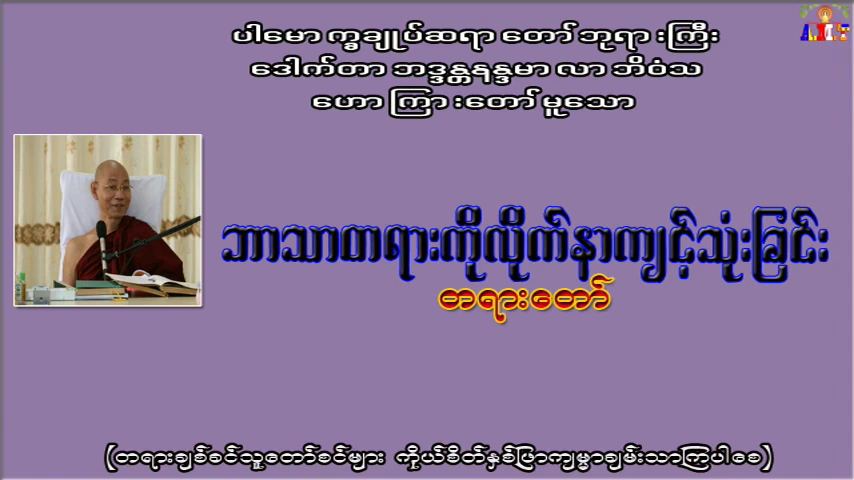 ပါမောက္ခချုပ်ဆရာတော်ဘုရားကြီး
ဒေါက်တာ ဘဒ္ဒန္တနန္ဒမာလာဘိဝံသ
ဟောကြားတော်မူသော
ဘာသာတရားကိုလိုက်နာကျင့်သုံးခြင်း
တရားတော်
(တရားချစ်ခင်သူတော်စင်များ ကိုယ်စိတ်နှစ်ဖြာကျမ္မာချမ်းသာကြပါစေ)